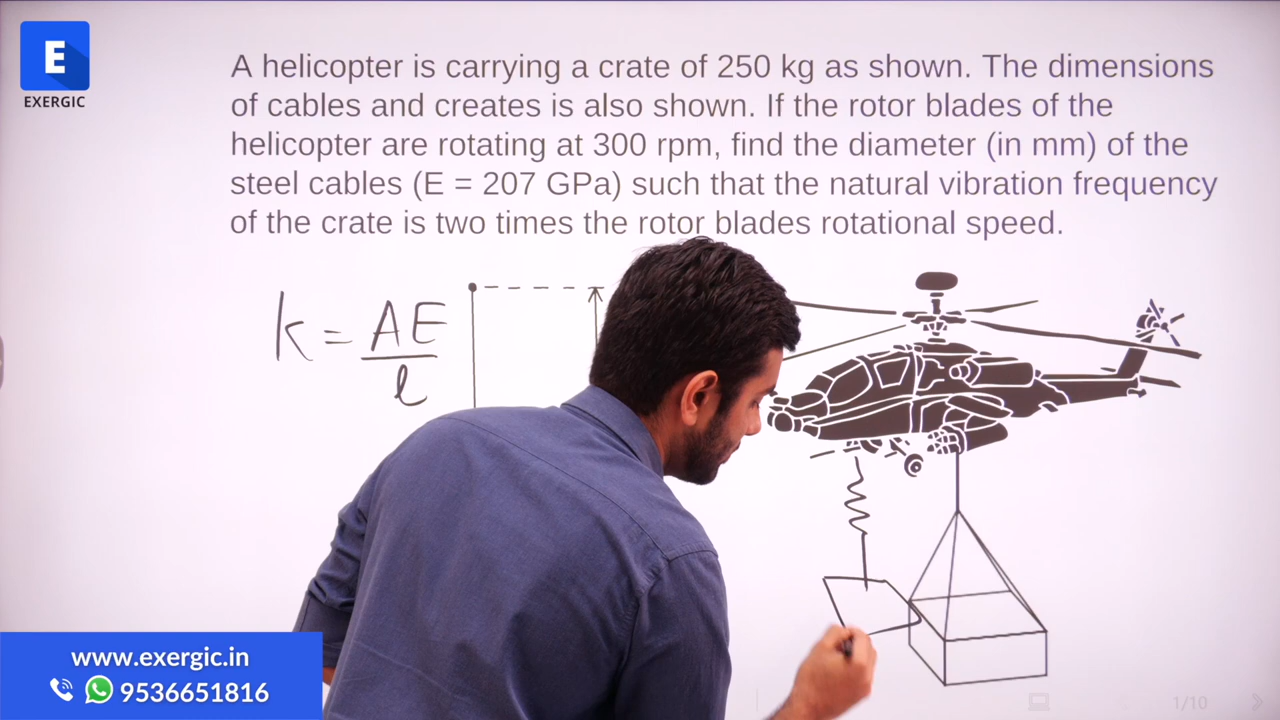 E
EXERGIC
A helicopter is carrying a crate of 250 kg as shown. The dimensions
of cables and creates is also shown. If the rotor blades of the
helicopter are rotating at 300 rpm, find the diameter (in mm) of the
steel cables (E = 207 GPa) such that the natural vibration frequency
of the crate is two times the rotor blades rotational speed.
k = AE
l
www.exergic.in
9536651816
1/10